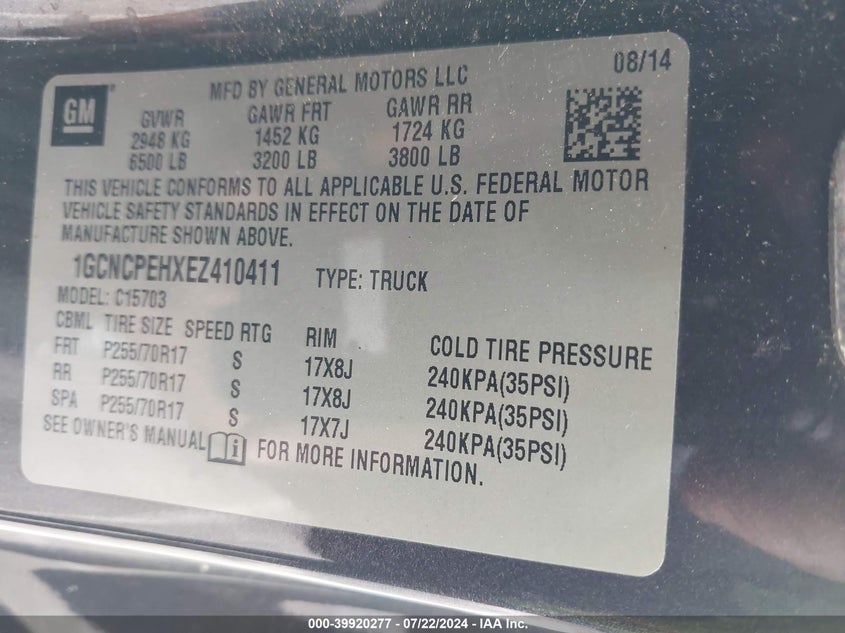 GM
MFD BY GENERAL MOTORS LLC
08/14
GVWR GAWR FRT GAWR RR
2948 KG 1452 KG 1724 KG
6500 LB 3200 LB 3800 LB
THIS VEHICLE CONFORMS TO ALL APPLICABLE U.S. FEDERAL MOTOR
VEHICLE SAFETY STANDARDS IN EFFECT ON THE DATE OF
MANUFACTURE SHOWN ABOVE.
1GCNCPEHXEZ410411 TYPE: TRUCK
MODEL: C15703
CBML TIRE SIZE SPEED RTG RIM COLD TIRE PRESSURE
FRT P255/70R17 S 17X8J 240KPA(35PSI)
RR P255/70R17 S 17X8J 240KPA(35PSI)
SPA P255/70R17 S 17X7J 240KPA(35PSI)
SEE OWNER'S MANUAL FOR MORE INFORMATION.
000-39920277 - 07/22/2024 - IAA Inc.